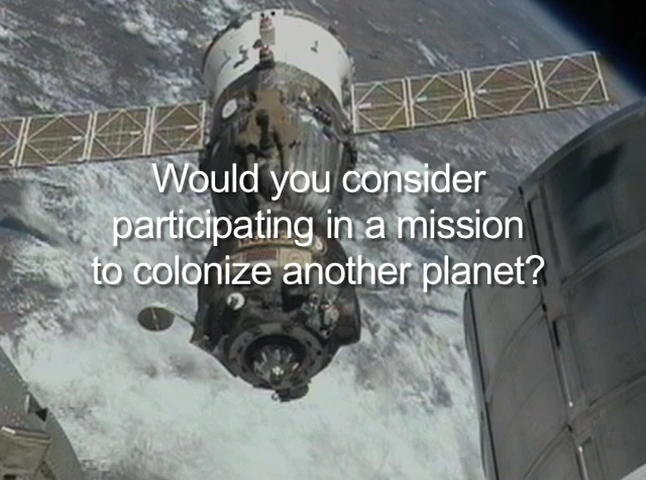 Would you consider
participating in a mission
to colonize another planet?